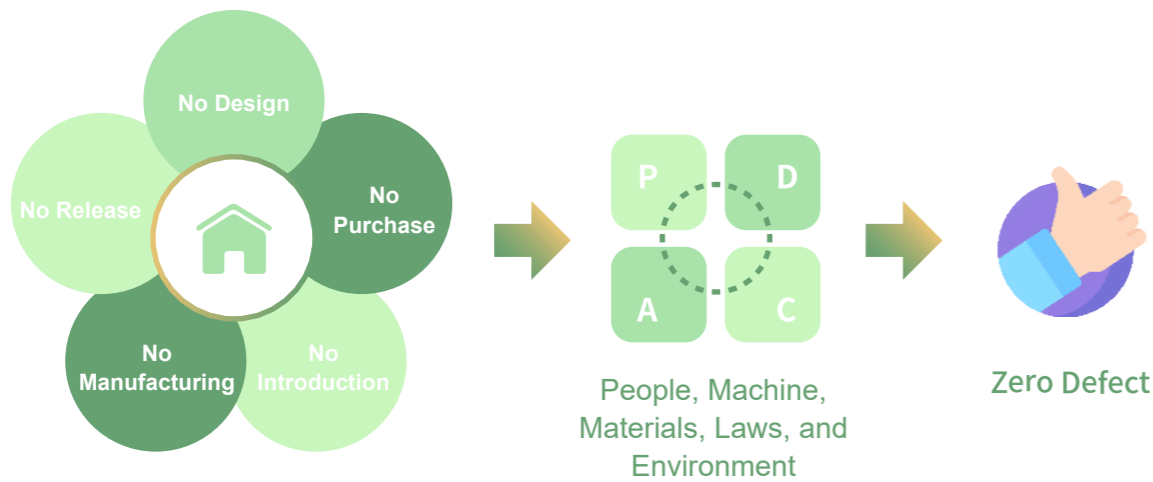 No Design
No
Purchase
No Release
No
Manufacturing
No
Introduction
P
D
A
C
People, Machine,
Materials, Laws, and
Environment
Zero Defect